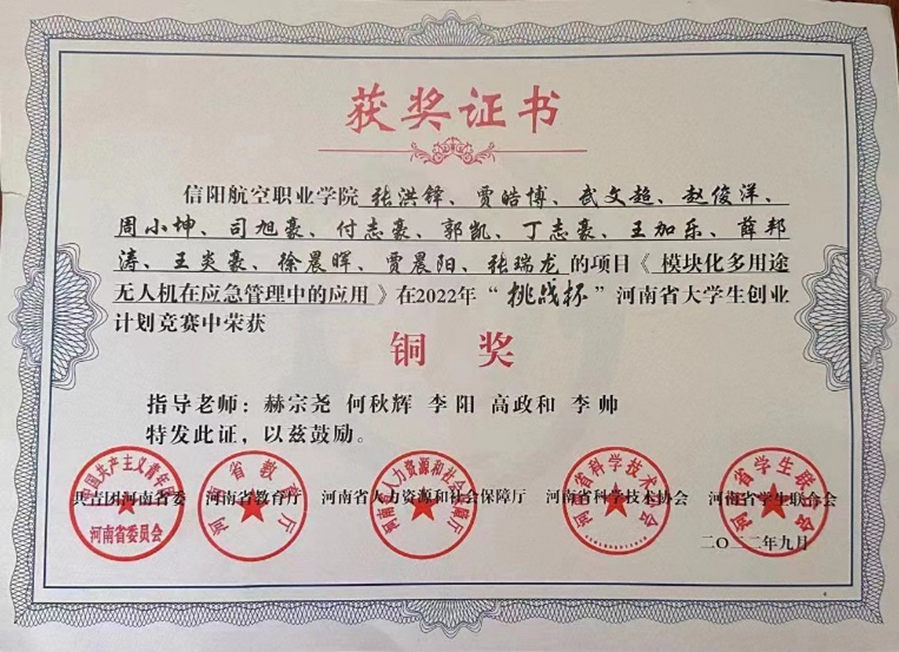 获奖证书
信阳航空职业学院张洪铎、贾皓博、武文超、赵俊洋、
周小坤、司旭豪、付志豪、郭凯、丁志豪、王加乐、薛邦
涛、王炎豪、徐晨晖、贾晨阳、张瑞龙的项目《模块化多用途
无人机在应急管理中的应用》在2022年“挑战杯”河南省大学生创业
计划竞赛中荣获
铜奖
指导老师：赫宗尧 何秋辉 李阳 高政和 李帅
特发此证，以兹鼓励。
共青团河南省委 河南省教育厅 河南省人力资源和社会保障厅 河南省科学技术协会 河南省学生联合会
河南省委员会
二〇二二年九月